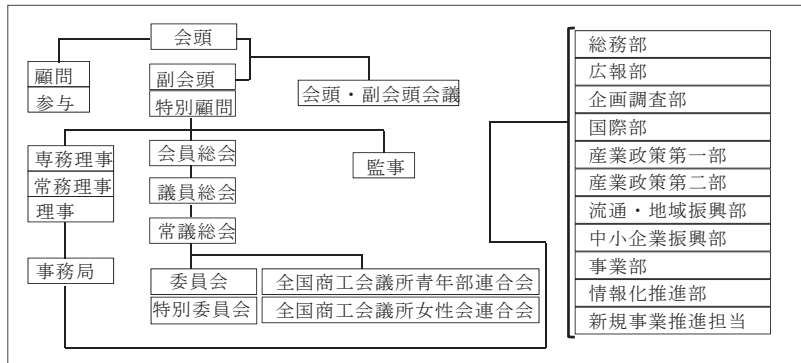 会頭
顧問
参与
副会頭
特別顧問
会頭・副会頭会議
専務理事
常務理事
理事
会員総会
議員総会
常議総会
監事
事務局
委員会
特別委員会
全国商工会議所青年部連合会
全国商工会議所女性会連合会
総務部
広報部
企画調査部
国際部
産業政策第一部
産業政策第二部
流通・地域振興部
中小企業振興部
事業部
情報化推進部
新規事業推進担当